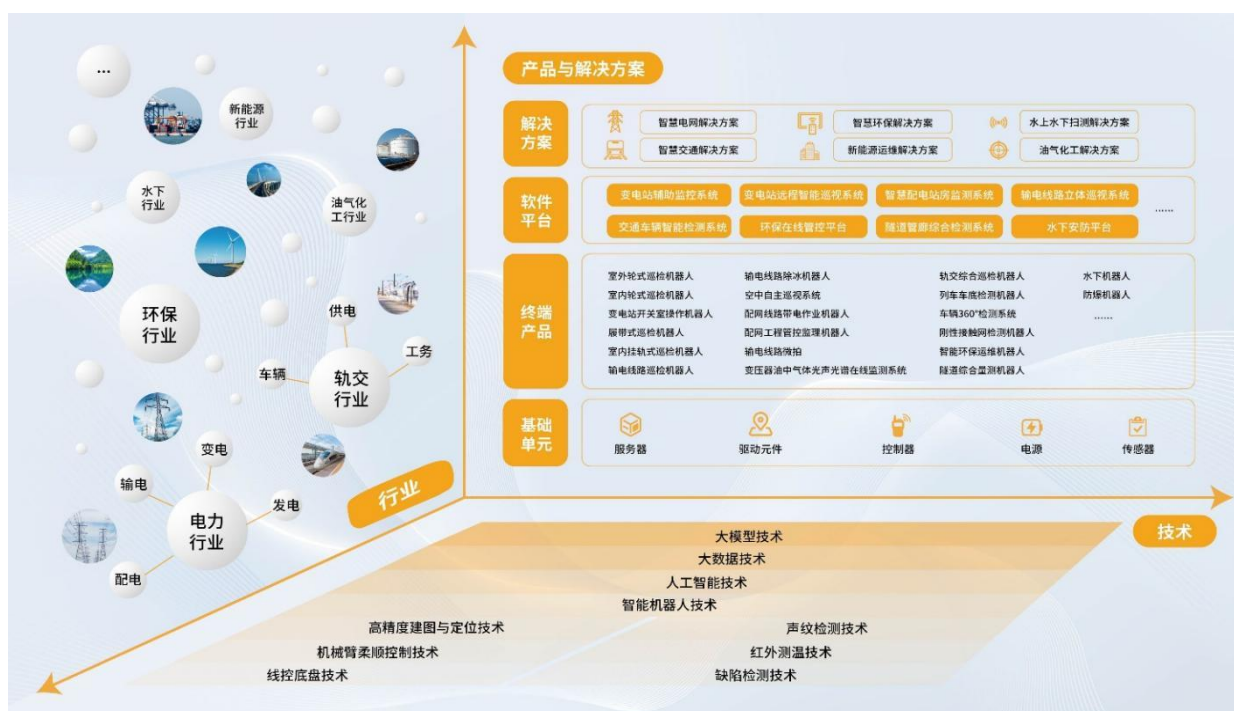 ...
新能源
行业
水下
行业
油气化
工行业
环保
行业
供电
工务
车辆
轨交
行业
变电
输电
发电
电力
行业
配电
行业
产品与解决方案
解决
方案
智慧电网解决方案
智慧环保解决方案
水上水下扫测解决方案
智慧交通解决方案
新能源运维解决方案
油气化工解决方案
软件
平台
变电站辅助监控系统
变电站远程智能巡视系统
智慧配电站房监测系统
输电线路立体巡视系统
交通车辆智能检测系统
环保在线管控平台
隧道管廊综合检测系统
水下安防平台
......
终端
产品
室外轮式巡检机器人
室内轮式巡检机器人
变电站开关室操作机器人
履带式巡检机器人
室内挂轨式巡检机器人
输电线路巡检机器人
输电线路除冰机器人
空中自主巡视系统
配网线路带电作业机器人
配网工程管控监理机器人
输电线路微拍
变压器油中气体光声光谱在线监测系统
轨交综合巡检机器人
列车车底检测机器人
车辆360°检测系统
刚性接触网检测机器人
智能环保运维机器人
隧道综合量测机器人
水下机器人
防爆机器人
......
基础
单元
服务器
驱动元件
控制器
电源
传感器
技术
大模型技术
大数据技术
人工智能技术
智能机器人技术
高精度建图与定位技术
声纹检测技术
机械臂柔顺控制技术
红外测温技术
线控底盘技术
缺陷检测技术